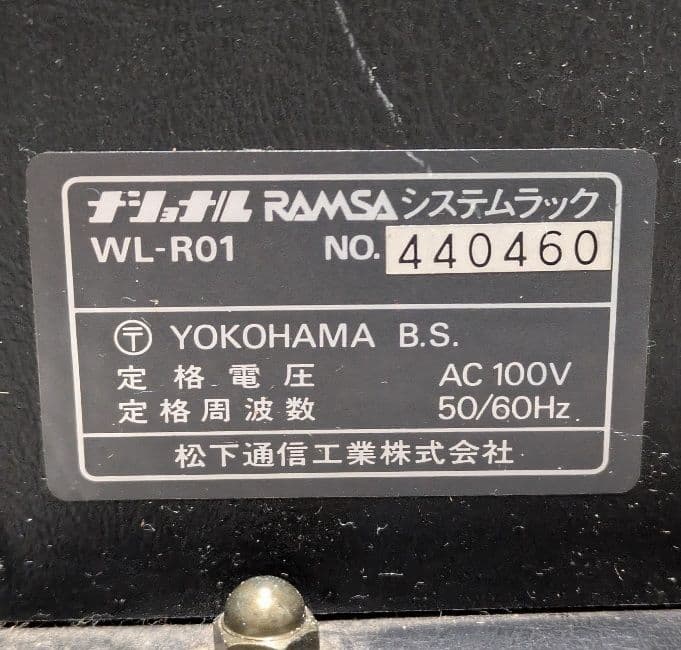 ナショナル RAMSA システムラック
WL-R01 NO. 440460
〶 YOKOHAMA B.S.
定格電圧 AC 100V
定格周波数 50/60Hz
松下通信工業株式会社